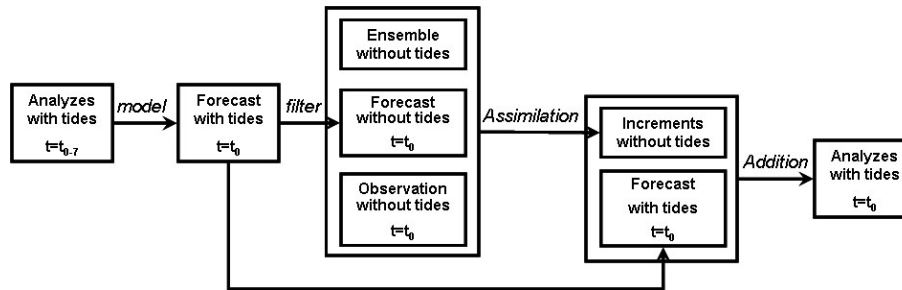 Analyzes
with tides
t=t₀₋₇
model
Forecast
with tides
t=t₀
filter
Ensemble
without tides
Forecast
without tides
t=t₀
Observation
without tides
t=t₀
Assimilation
Increments
without tides
Forecast
with tides
t=t₀
Addition
Analyzes
with tides
t=t₀